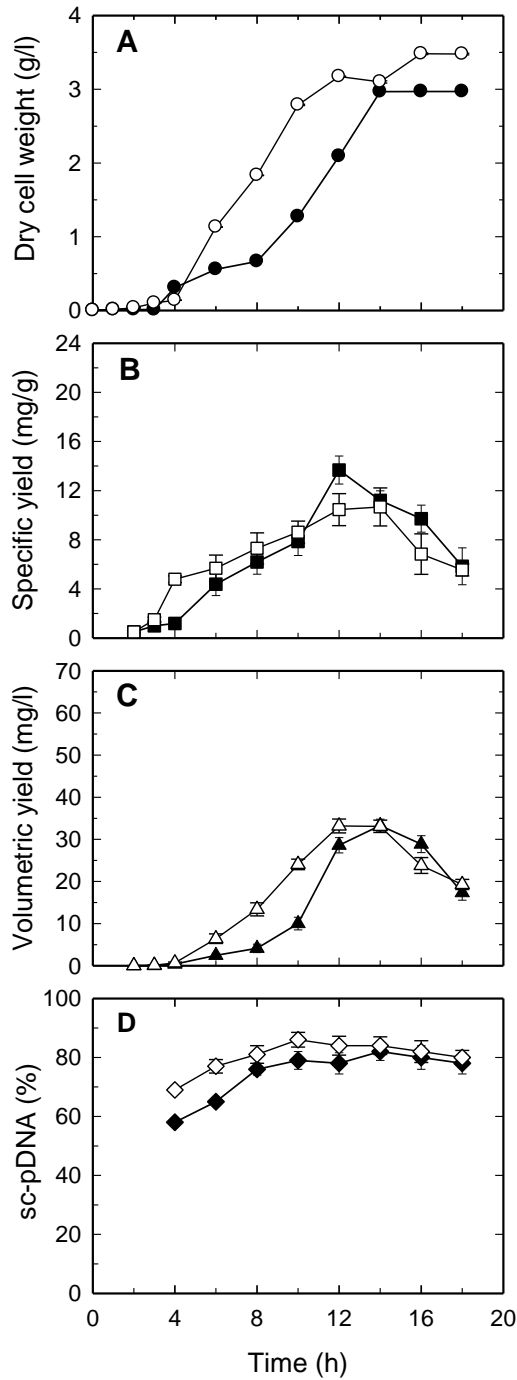 A
Dry cell weight (g/l)
4
3
2
1
0
B
Specific yield (mg/g)
24
20
16
12
8
4
0
C
Volumetric yield (mg/l)
70
60
50
40
30
20
10
0
D
sc-pDNA (%)
100
80
60
40
20
0
0 4 8 12 16 20
Time (h)